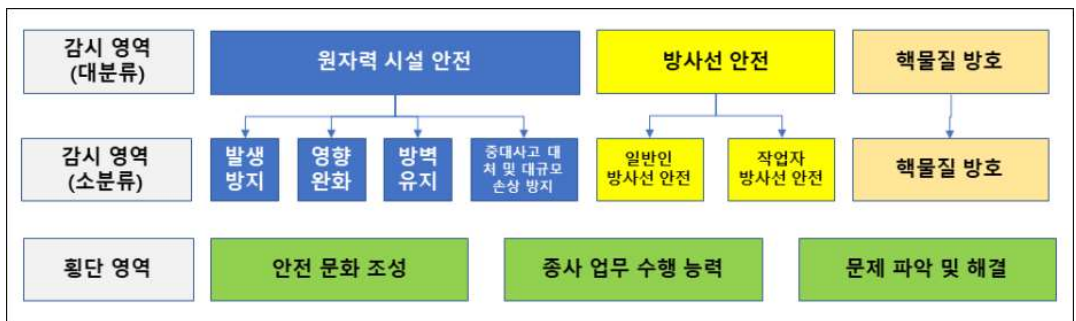 감시 영역
(대분류)
원자력 시설 안전
방사선 안전
핵물질 방호
감시 영역
(소분류)
발생
방지
영향
완화
방벽
유지
중대사고 대
처 및 대규모
손상 방지
일반인
방사선 안전
작업자
방사선 안전
핵물질 방호
횡단 영역
안전 문화 조성
종사 업무 수행 능력
문제 파악 및 해결